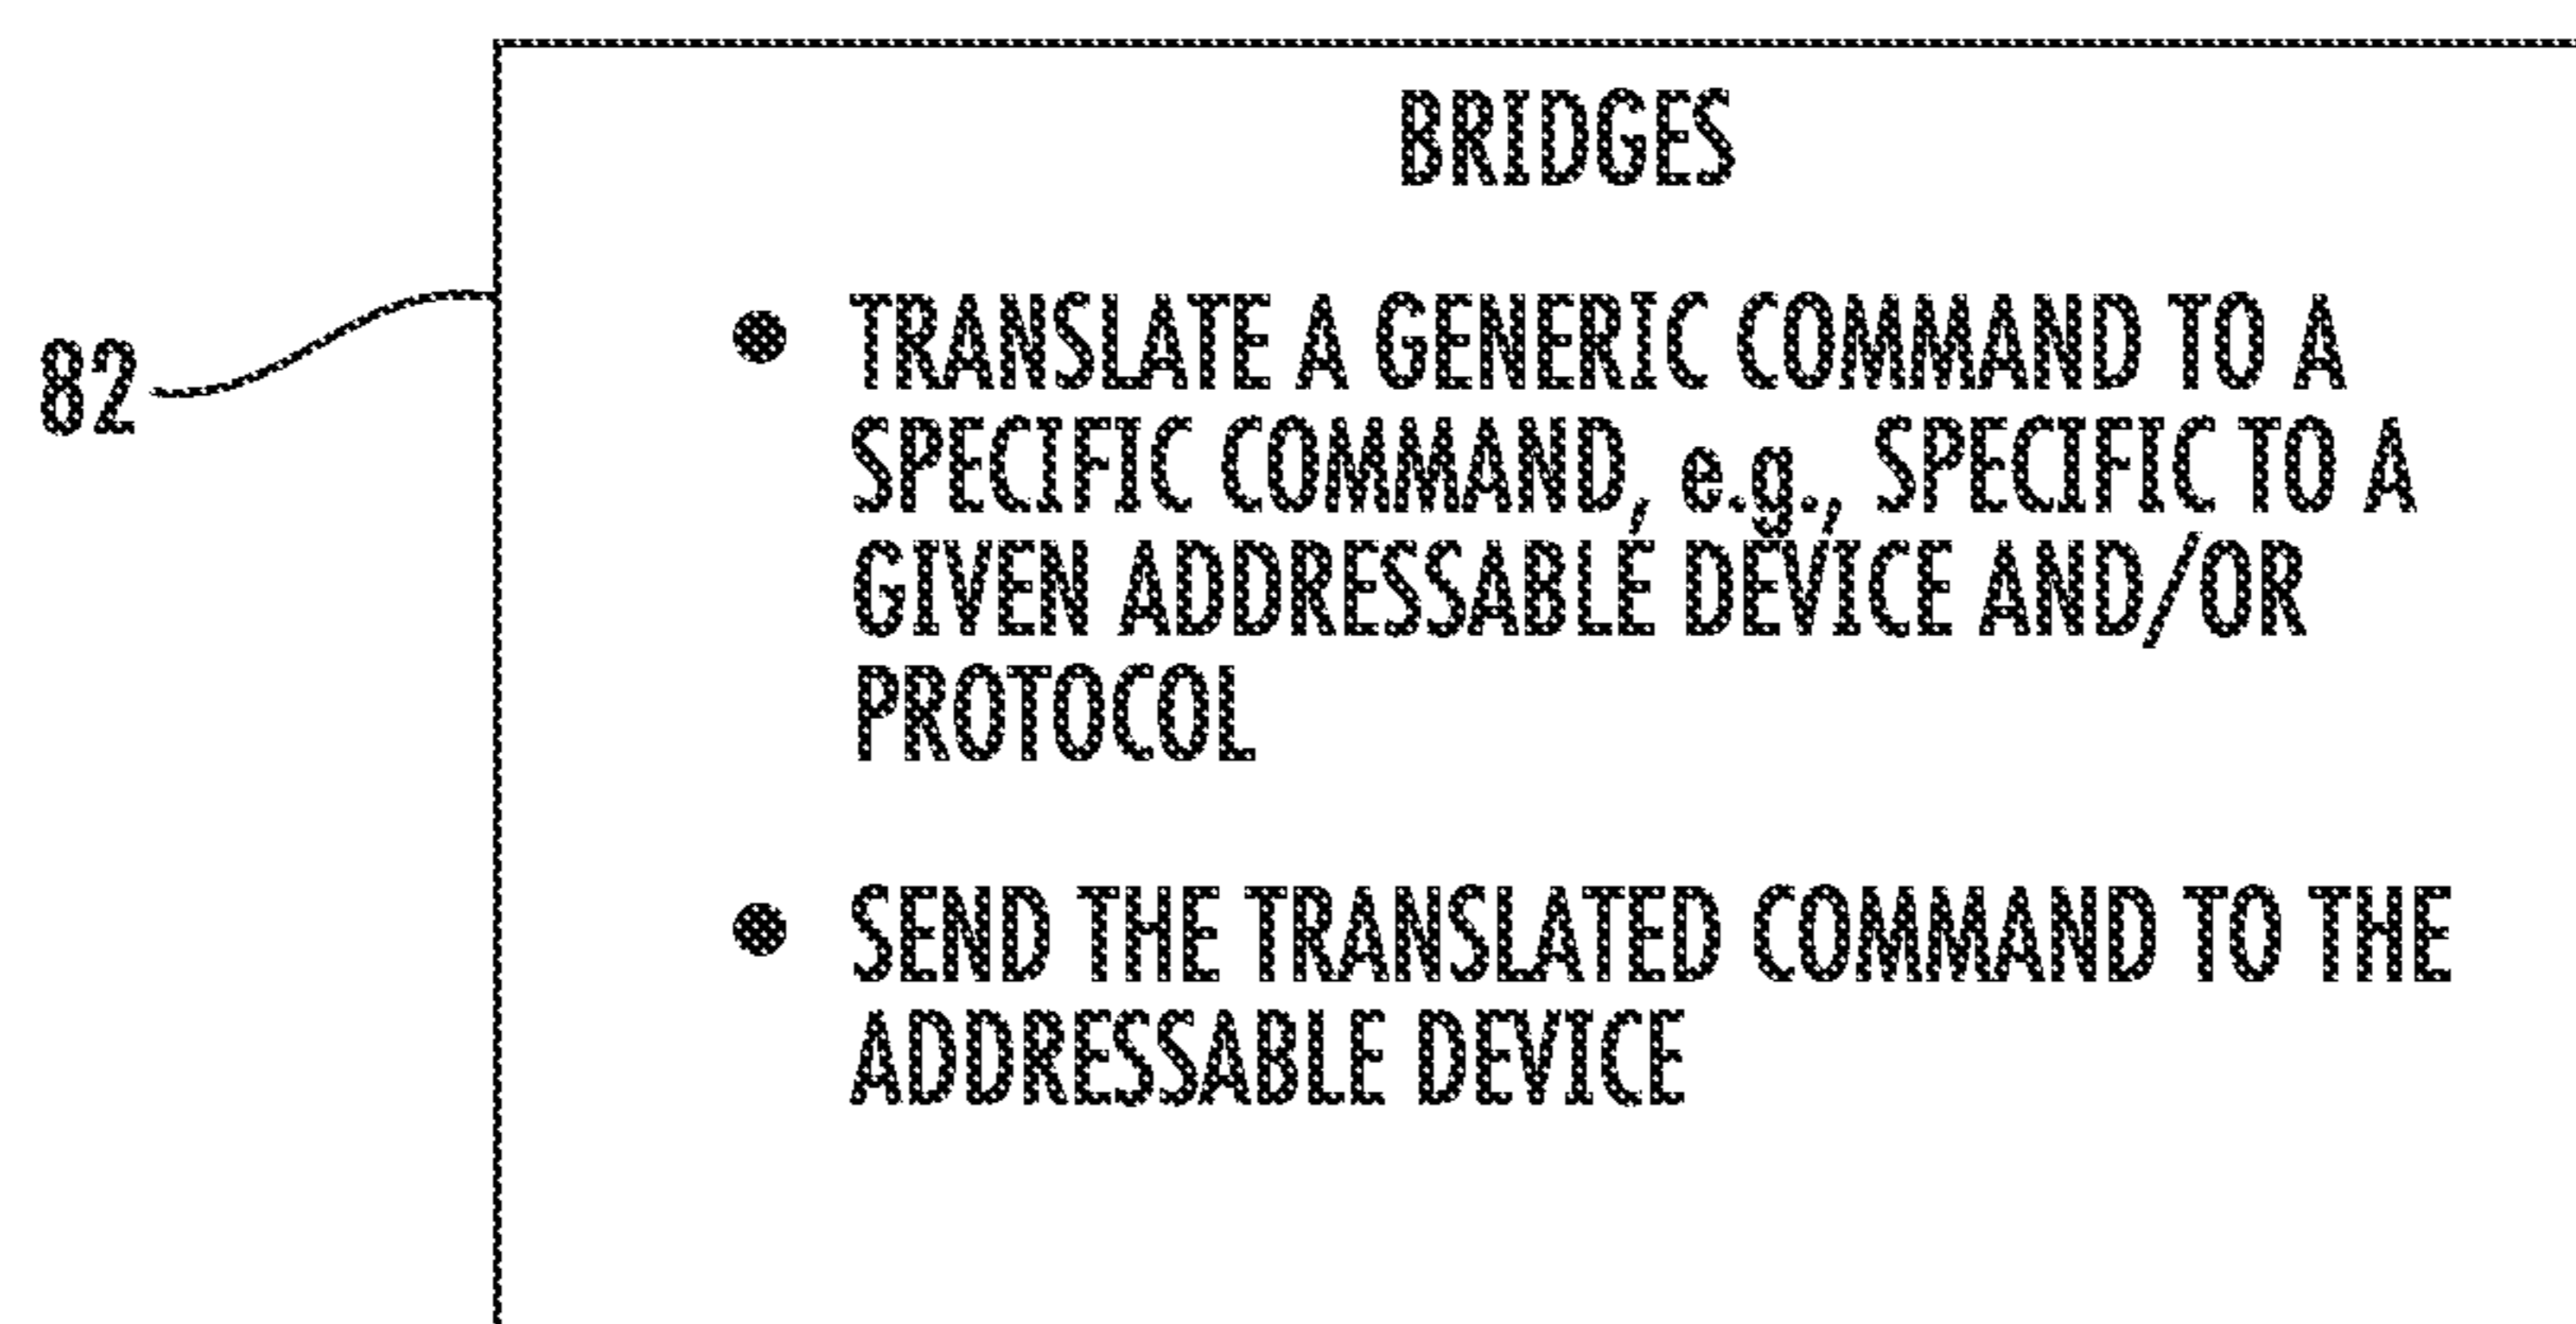 BRIDGES
82
● TRANSLATE A GENERIC COMMAND TO A
SPECIFIC COMMAND, e.g., SPECIFIC TO A
GIVEN ADDRESSABLE DEVICE AND/OR
PROTOCOL
● SEND THE TRANSLATED COMMAND TO THE
ADDRESSABLE DEVICE